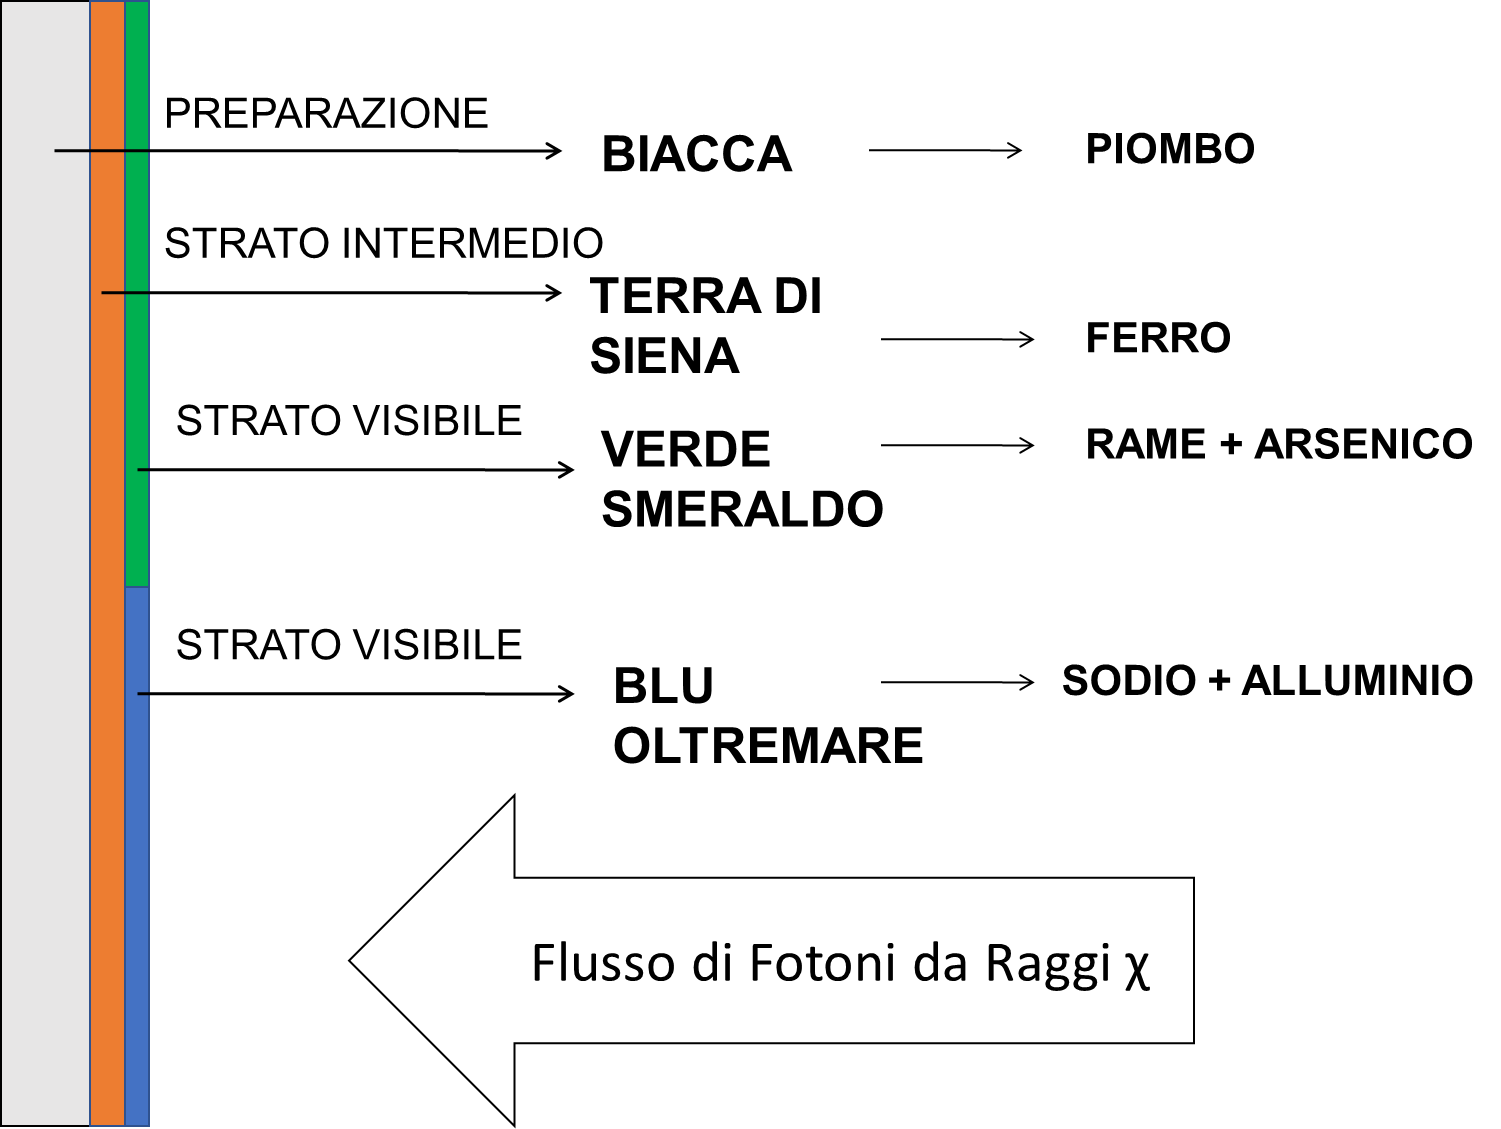 PREPARAZIONE
BIACCA
PIOMBO
STRATO INTERMEDIO
TERRA DI
SIENA
FERRO
STRATO VISIBILE
VERDE
SMERALDO
RAME + ARSENICO
STRATO VISIBILE
BLU
OLTREMARE
SODIO + ALLUMINIO
Flusso di Fotoni da Raggi χ